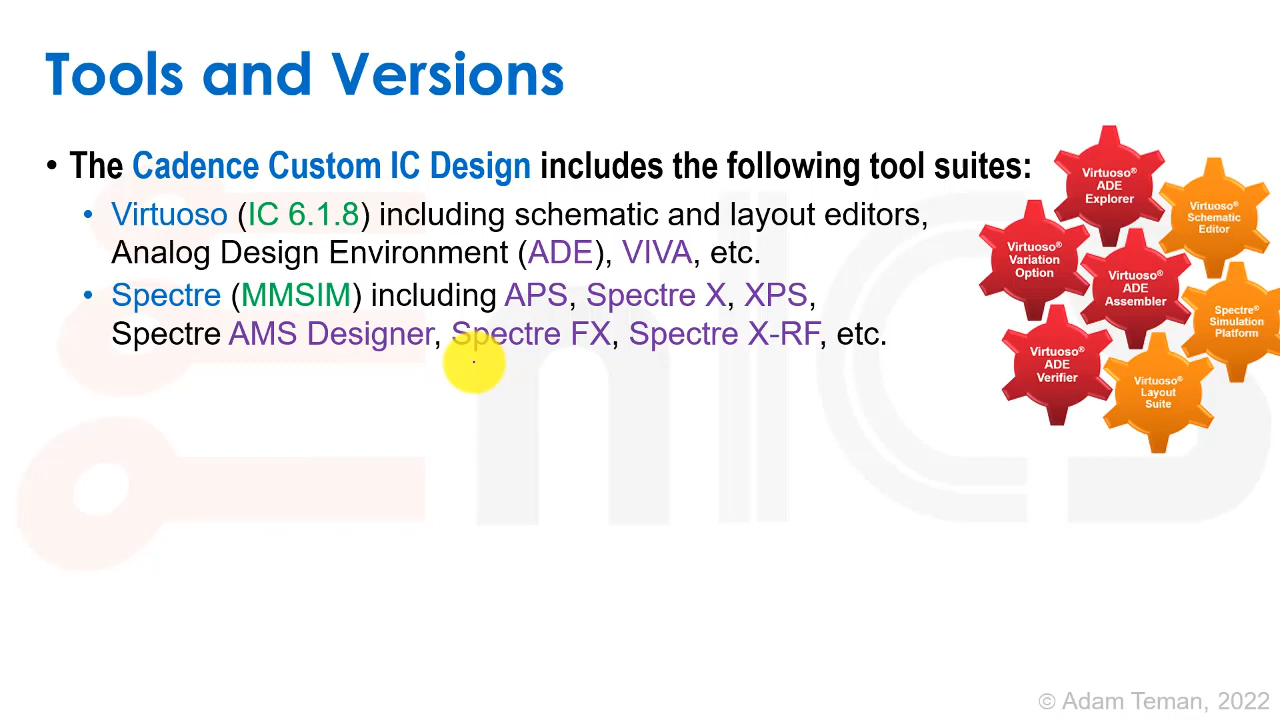 Tools and Versions
• The Cadence Custom IC Design includes the following tool suites:
• Virtuoso (IC 6.1.8) including schematic and layout editors,
Analog Design Environment (ADE), VIVA, etc.
• Spectre (MMSIM) including APS, Spectre X, XPS,
Spectre AMS Designer, Spectre FX, Spectre X-RF, etc.
Virtuoso®
ADE
Explorer
Virtuoso®
Schematic
Editor
Virtuoso®
Variation
Option
Virtuoso®
ADE
Assembler
Spectre®
Simulation
Platform
Virtuoso®
ADE
Verifier
Virtuoso®
Layout
Suite
nICS
© Adam Teman, 2022